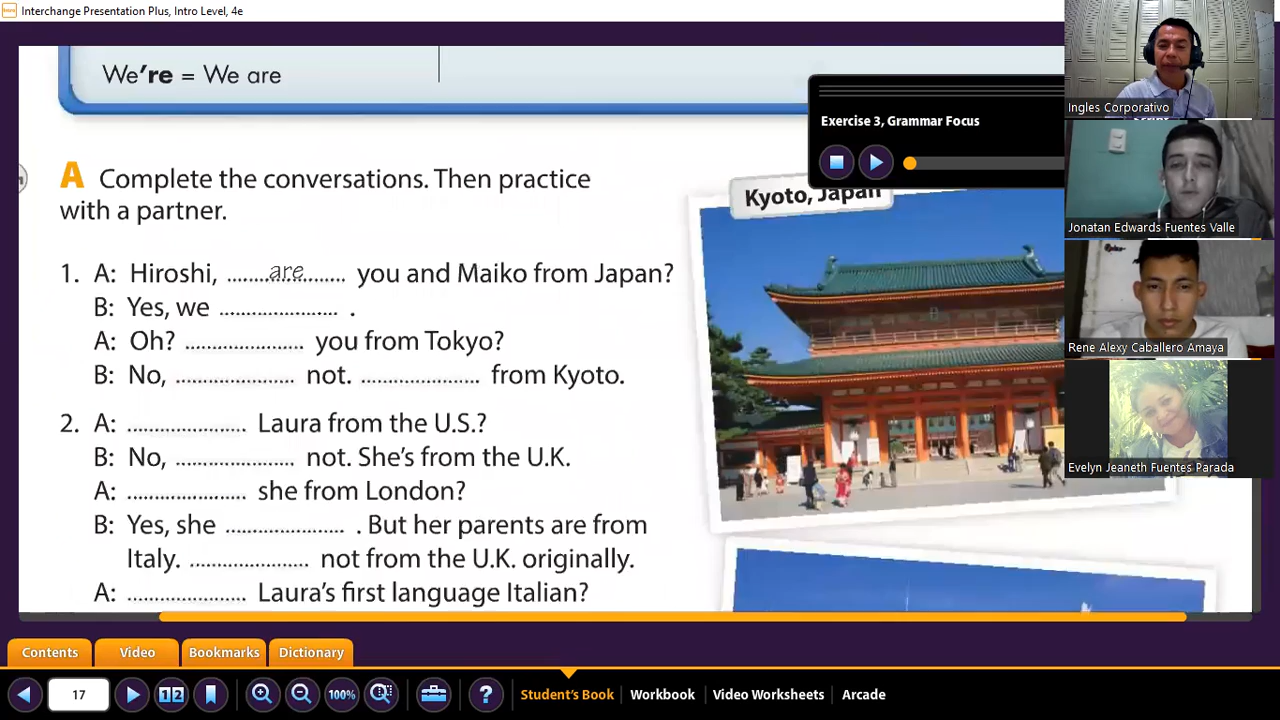 Interchange Presentation Plus, Intro Level, 4e
We're = We are
Exercise 3, Grammar Focus
A Complete the conversations. Then practice
with a partner.
Kyoto, Japan
1. A: Hiroshi, ........are........ you and Maiko from Japan?
B: Yes, we ..................... .
A: Oh? ..................... you from Tokyo?
B: No, ..................... not. ..................... from Kyoto.
2. A: ..................... Laura from the U.S.?
B: No, ..................... not. She's from the U.K.
A: ..................... she from London?
B: Yes, she ..................... . But her parents are from
Italy. ..................... not from the U.K. originally.
A: ..................... Laura's first language Italian?
Ingles Corporativo
Jonatan Edwards Fuentes Valle
Rene Alexy Caballero Amaya
Evelyn Jeaneth Fuentes Parada
Contents Video Bookmarks Dictionary
17 1 2 100% ? Student's Book Workbook Video Worksheets Arcade